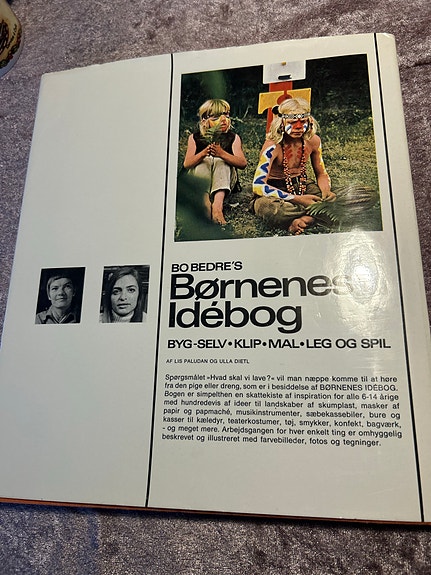 BO BEDRE'S
Børnenes
Idébog
BYG-SELV • KLIP • MAL • LEG OG SPIL
AF LIS PALUDAN OG ULLA DIETL
Spørgsmålet »Hvad skal vi lave?« vil man næppe komme til at høre
fra den pige eller dreng, som er i besiddelse af BØRNENES IDÉBOG.
Bogen er simpelthen en skattekiste af inspiration for alle 6-14 årige
med hundredevis af ideer til landskaber af skumplast, masker af
papir og papmaché, musikinstrumenter, sæbekassebiler, bure og
kasser til kæledyr, teaterkostumer, tøj, smykker, konfekt, bagværk,
- og meget mere. Arbejdsgangen for hver enkelt ting er omhyggelig
beskrevet og illustreret med farvebilleder, fotos og tegninger.